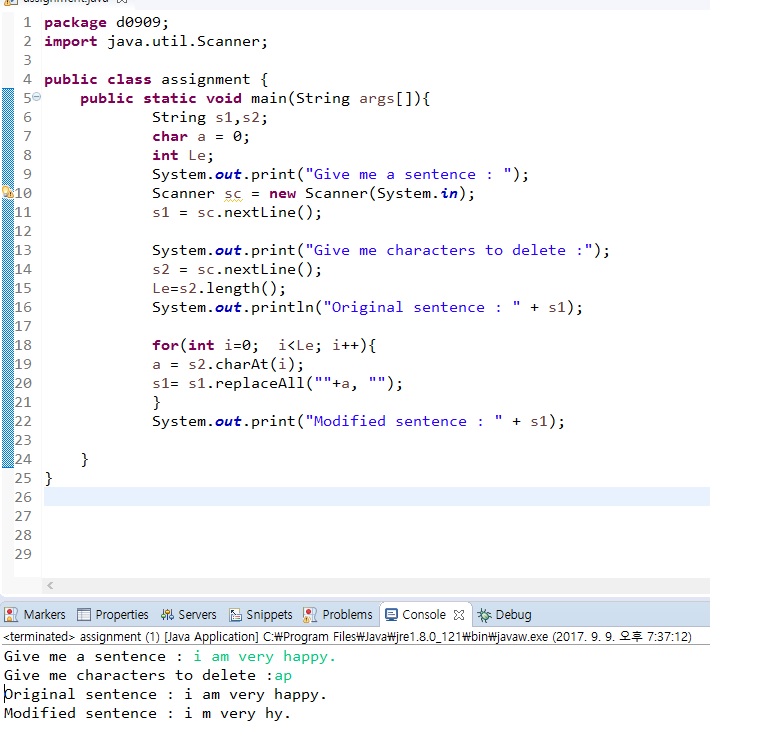 1 package d0909;
2 import java.util.Scanner;
3
4 public class assignment {
5 public static void main(String args[]){
6 String s1,s2;
7 char a = 0;
8 int Le;
9 System.out.print("Give me a sentence : ");
10 Scanner sc = new Scanner(System.in);
11 s1 = sc.nextLine();
12
13 System.out.print("Give me characters to delete :");
14 s2 = sc.nextLine();
15 Le=s2.length();
16 System.out.println("Original sentence : " + s1);
17
18 for(int i=0;  i<Le; i++){
19 a = s2.charAt(i);
20 s1= s1.replaceAll(""+a, "");
21 }
22 System.out.print("Modified sentence : " + s1);
23
24 }
25 }
26
27
28
29
Markers Properties Servers Snippets Problems Console Debug
<terminated> assignment (1) [Java Application] C:₩Program Files₩Java₩jre1.8.0_121₩bin₩javaw.exe (2017. 9. 9. 오후 7:37:12)
Give me a sentence : i am very happy.
Give me characters to delete :ap
Original sentence : i am very happy.
Modified sentence : i m very hy.